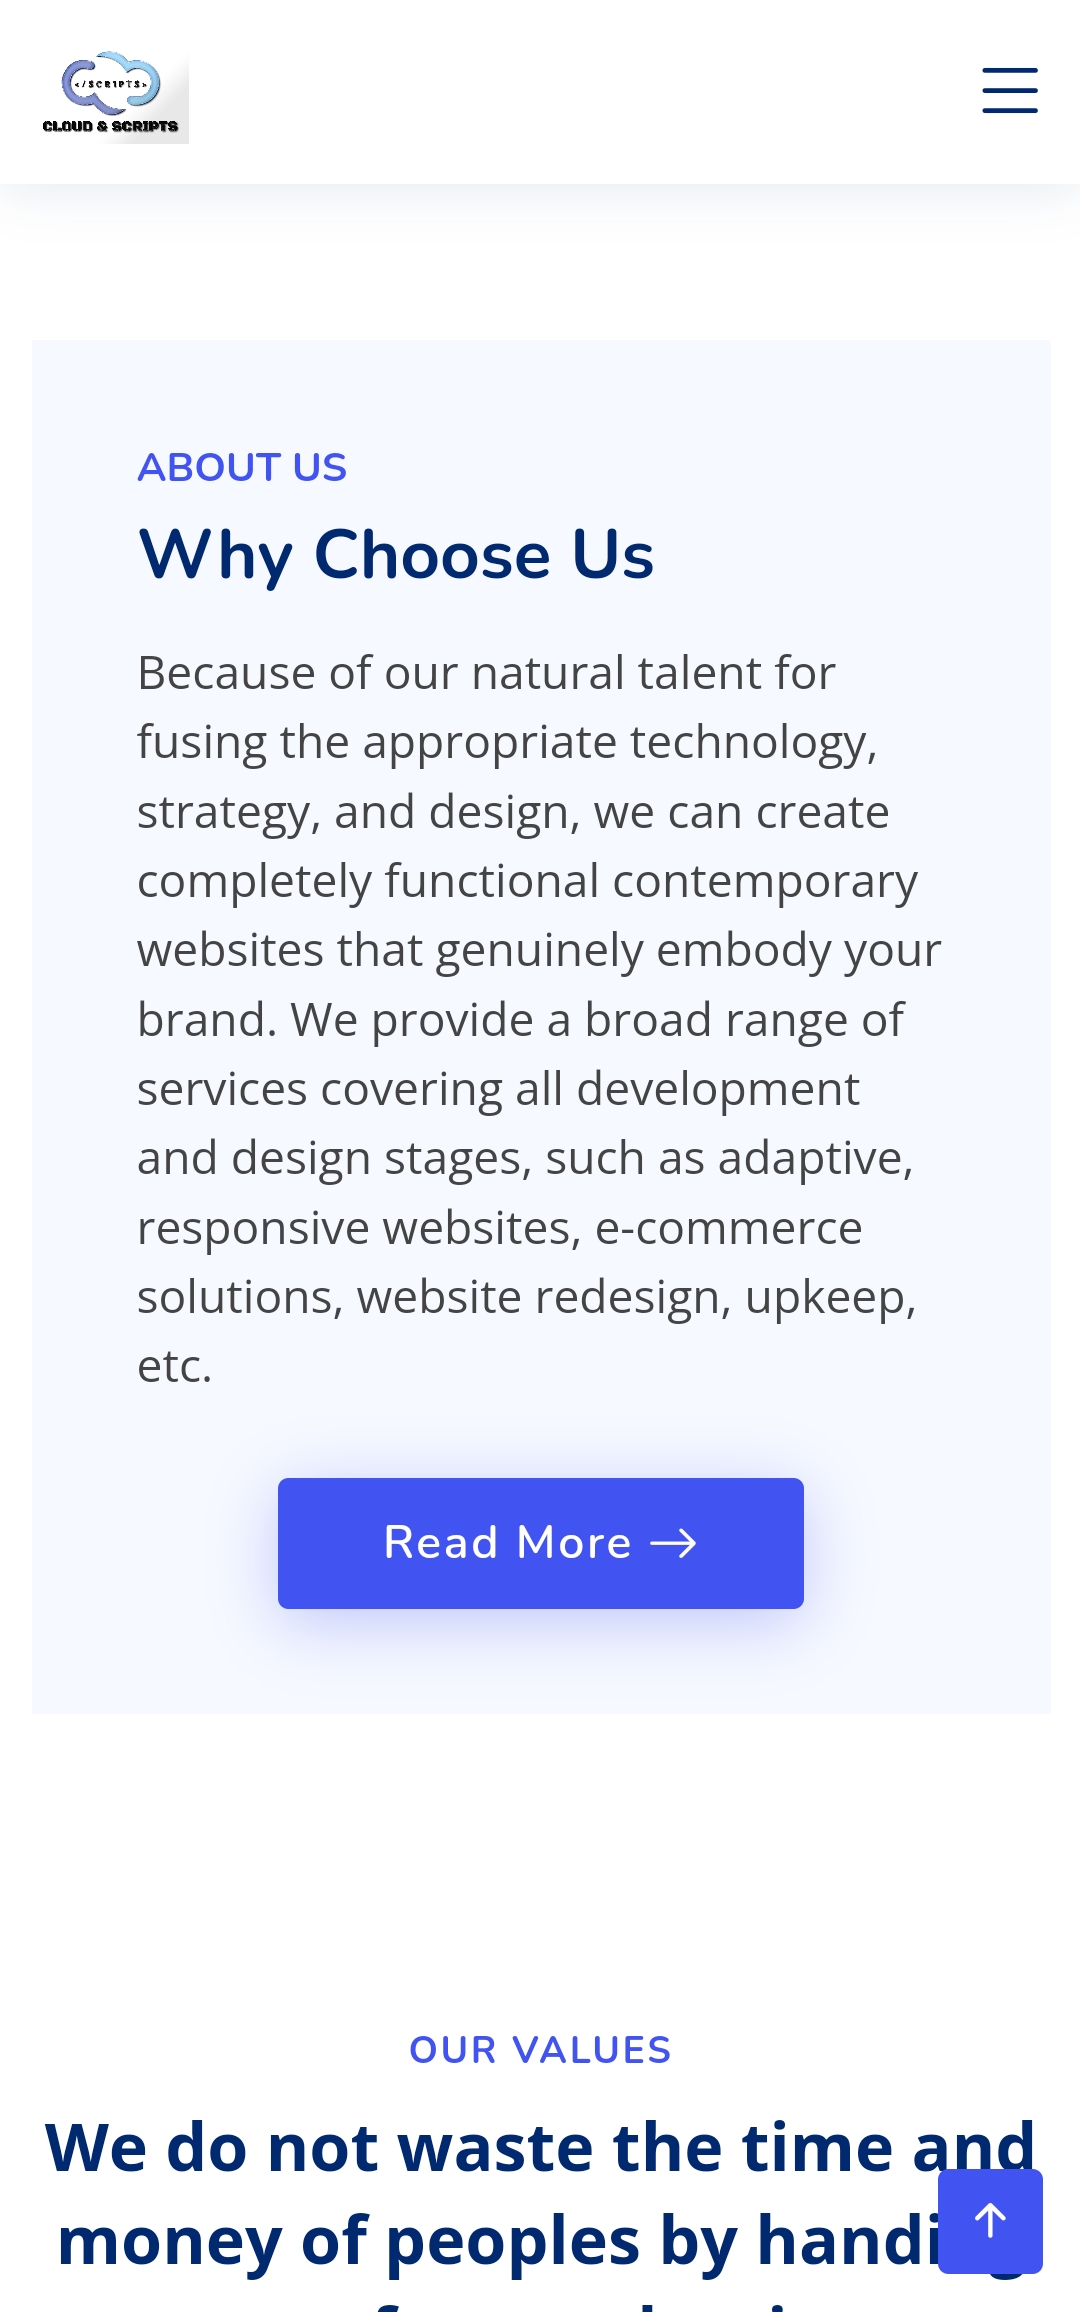 </SCRIPTS>
CLOUD & SCRIPTS
ABOUT US
Why Choose Us
Because of our natural talent for
fusing the appropriate technology,
strategy, and design, we can create
completely functional contemporary
websites that genuinely embody your
brand. We provide a broad range of
services covering all development
and design stages, such as adaptive,
responsive websites, e-commerce
solutions, website redesign, upkeep,
etc.
Read More →
OUR VALUES
We do not waste the time and
money of peoples by